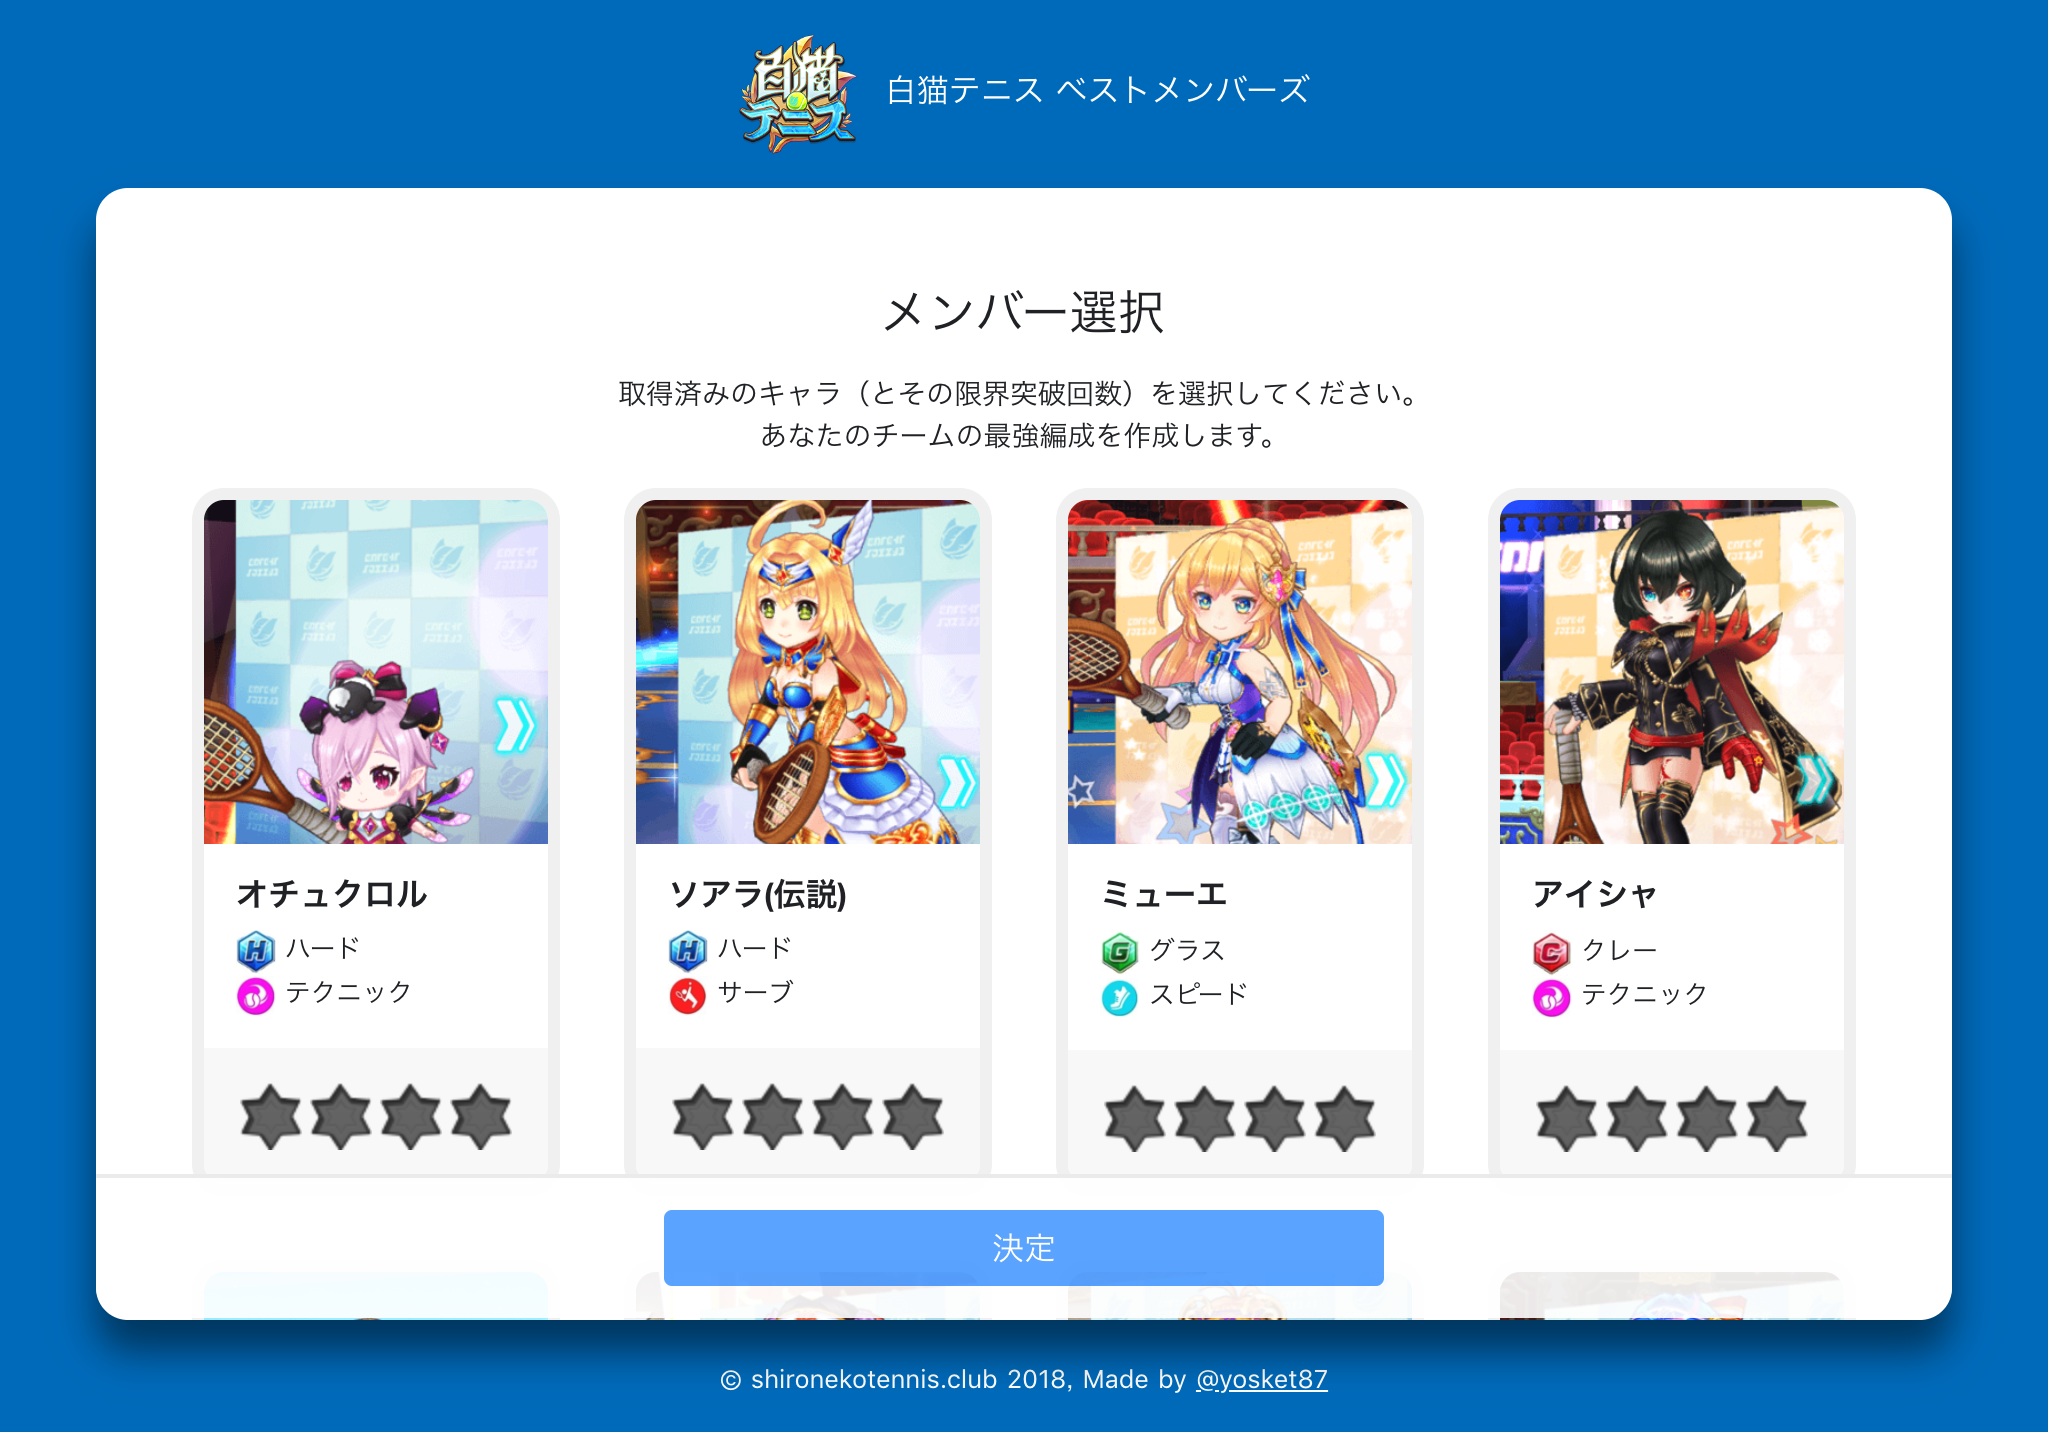 白猫
テニス
白猫テニス ベストメンバーズ
メンバー選択
取得済みのキャラ（とその限界突破回数）を選択してください。
あなたのチームの最強編成を作成します。
オチュクロル
H ハード
テクニック
ソアラ(伝説)
H ハード
サーブ
ミューエ
G グラス
スピード
アイシャ
C クレー
テクニック
決定
© shironekotennis.club 2018, Made by @yosket87